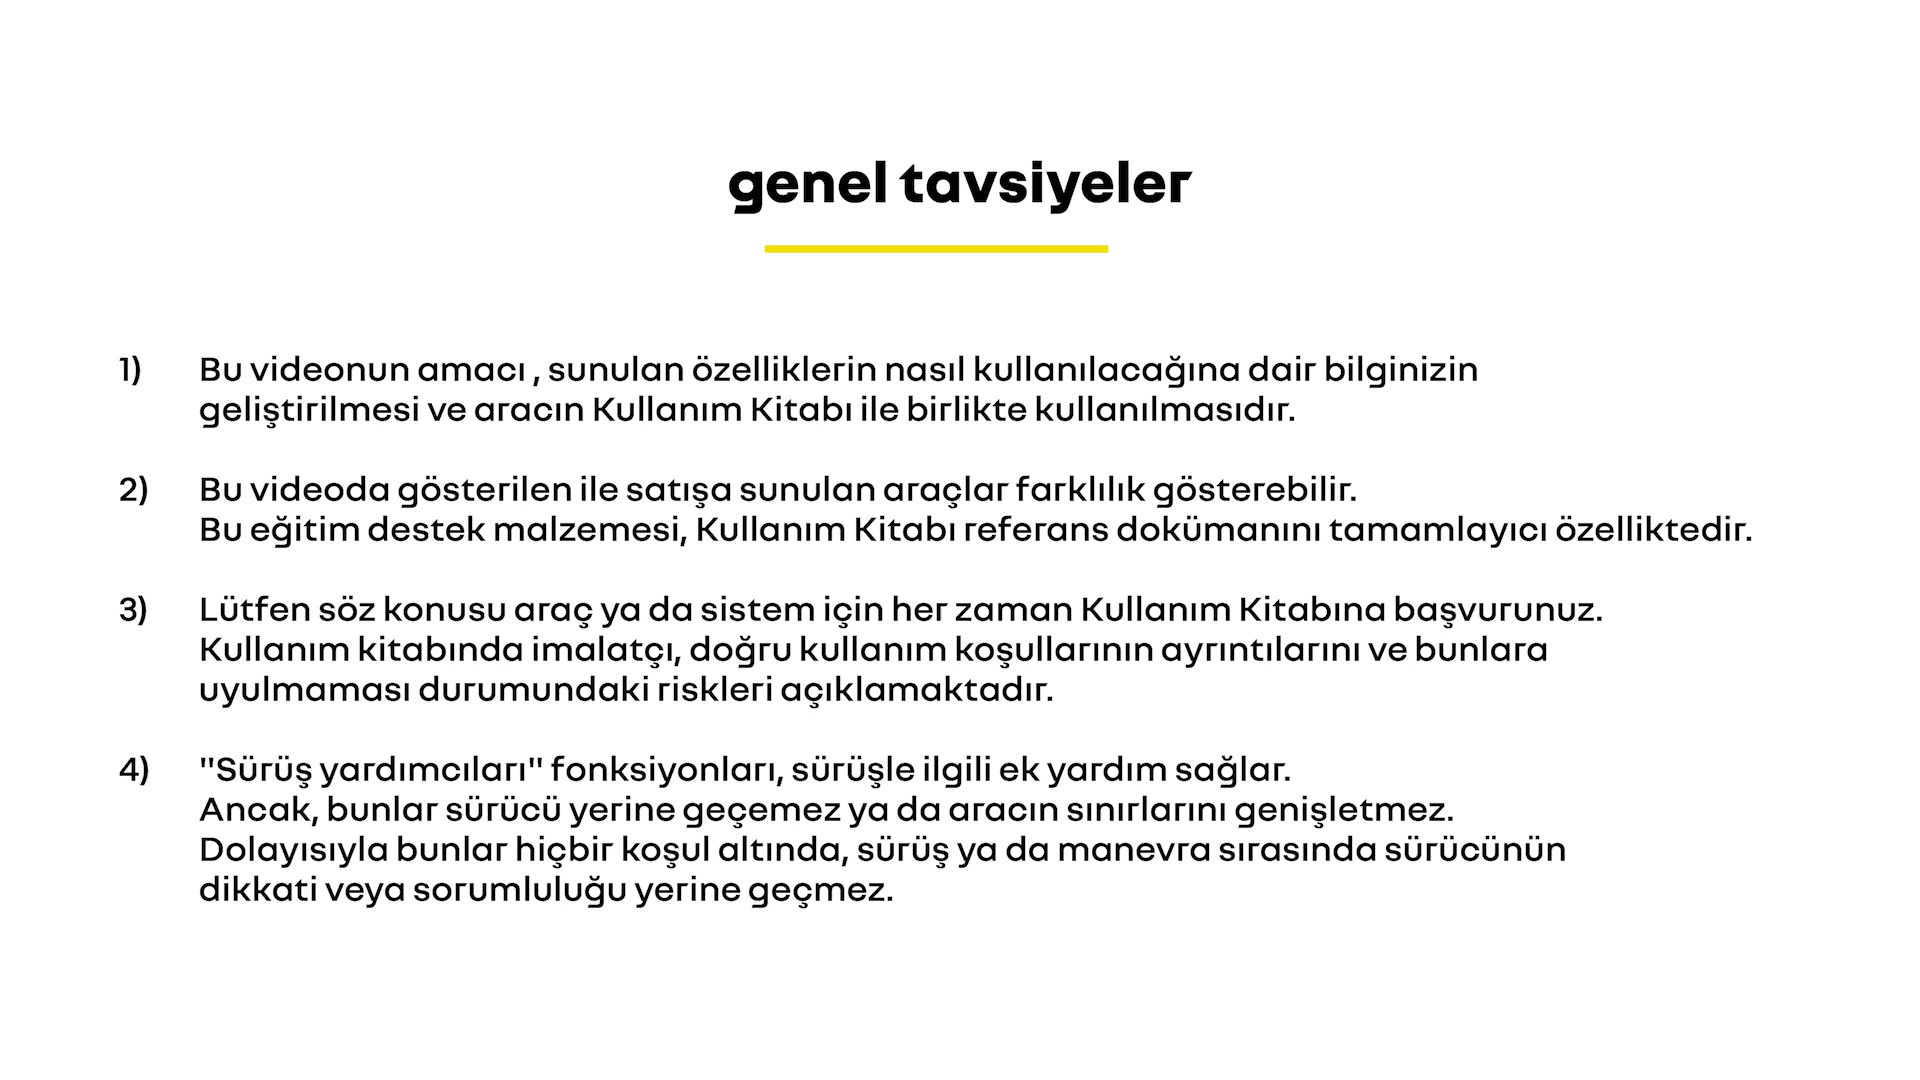 genel tavsiyeler
1) Bu videonun amacı , sunulan özelliklerin nasıl kullanılacağına dair bilginizin
geliştirilmesi ve aracın Kullanım Kitabı ile birlikte kullanılmasıdır.
2) Bu videoda gösterilen ile satışa sunulan araçlar farklılık gösterebilir.
Bu eğitim destek malzemesi, Kullanım Kitabı referans dokümanını tamamlayıcı özelliktedir.
3) Lütfen söz konusu araç ya da sistem için her zaman Kullanım Kitabına başvurunuz.
Kullanım kitabında imalatçı, doğru kullanım koşullarının ayrıntılarını ve bunlara
uyulmaması durumundaki riskleri açıklamaktadır.
4) "Sürüş yardımcıları" fonksiyonları, sürüşle ilgili ek yardım sağlar.
Ancak, bunlar sürücü yerine geçemez ya da aracın sınırlarını genişletmez.
Dolayısıyla bunlar hiçbir koşul altında, sürüş ya da manevra sırasında sürücünün
dikkati veya sorumluluğu yerine geçmez.